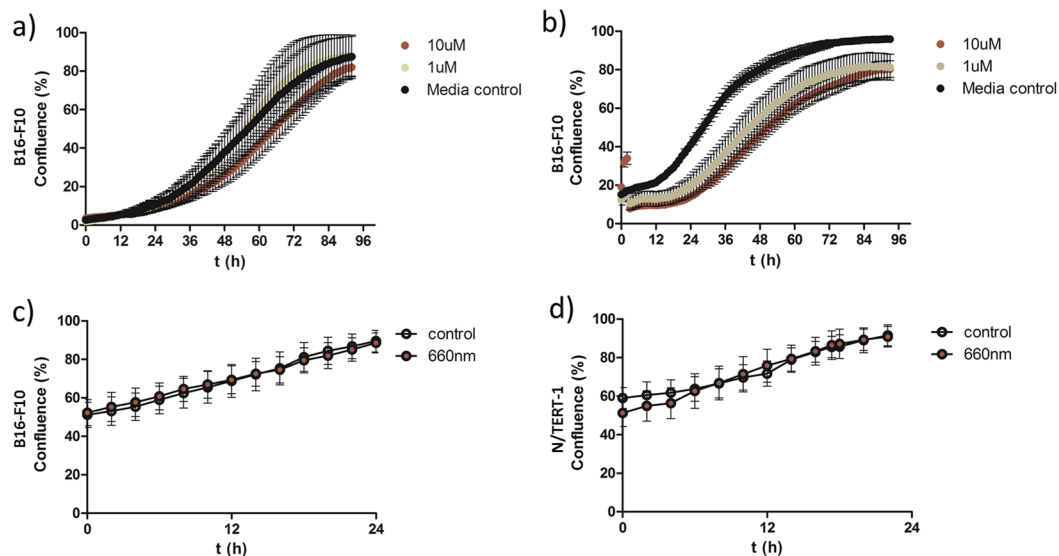 a)
B16-F10
Confluence (%)
100
80
60
40
20
0
0 12 24 36 48 60 72 84 96
t (h)
10uM
1uM
Media control
b)
B16-F10
Confluence (%)
100
80
60
40
20
0
0 12 24 36 48 60 72 84 96
t (h)
10uM
1uM
Media control
c)
B16-F10
Confluence (%)
100
80
60
40
20
0
0 12 24
t (h)
control
660nm
d)
N/TERT-1
Confluence (%)
100
80
60
40
20
0
0 12 24
t (h)
control
660nm